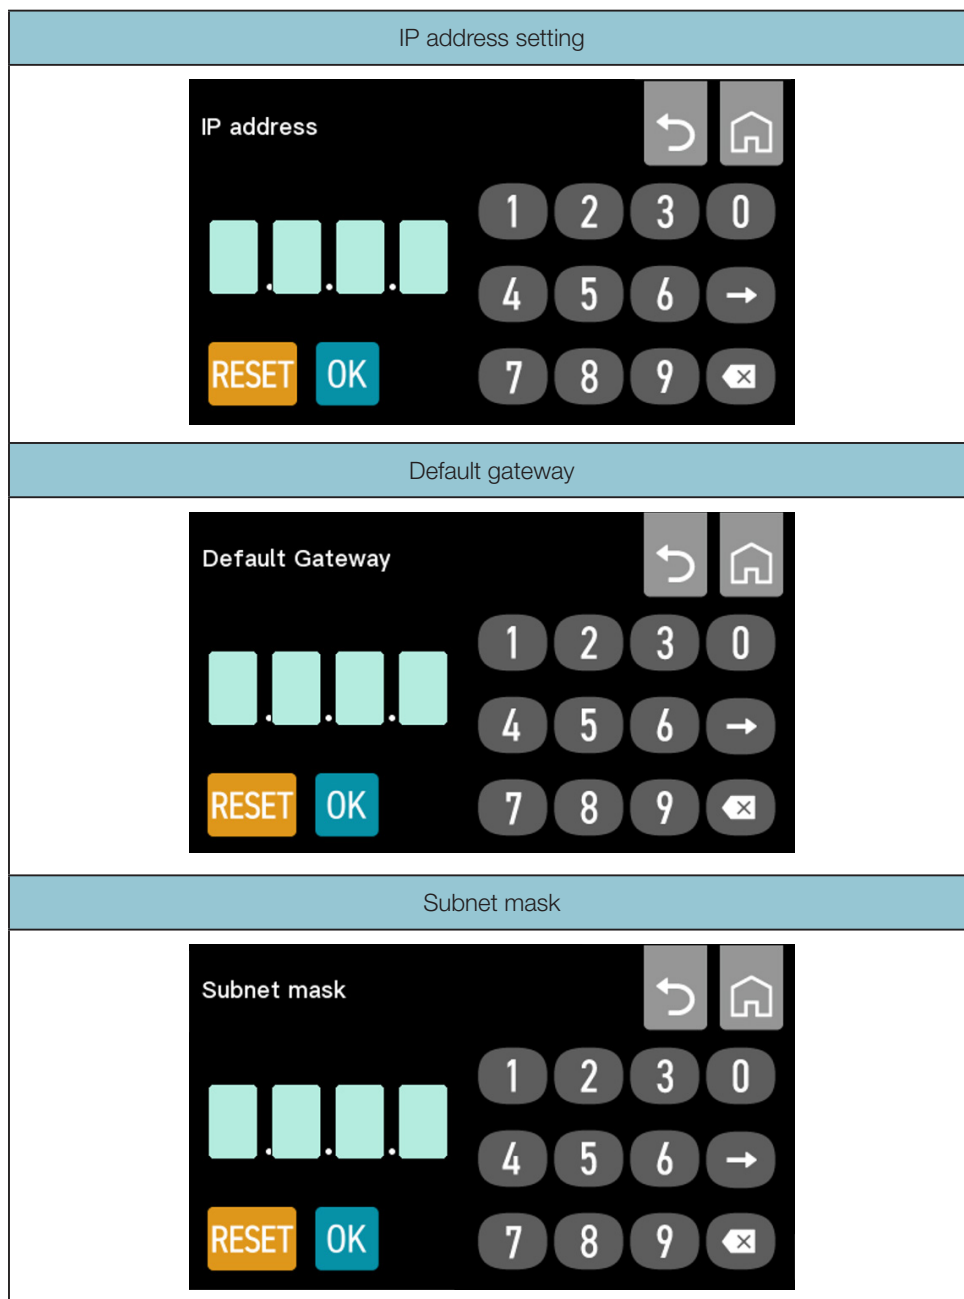 IP address setting
IP address
1 2 3 0
. . .
4 5 6 →
RESET OK
7 8 9
Default gateway
Default Gateway
1 2 3 0
. . .
4 5 6 →
RESET OK
7 8 9
Subnet mask
Subnet mask
1 2 3 0
. . .
4 5 6 →
RESET OK
7 8 9